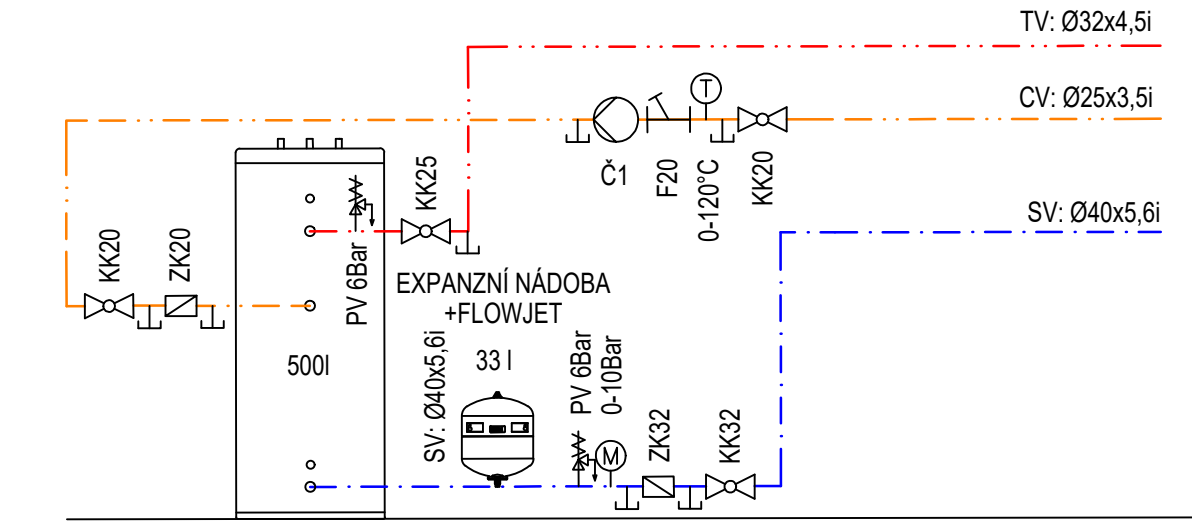 TV: Ø32x4,5i
CV: Ø25x3,5i
SV: Ø40x5,6i
T
Č1
F20
0-120°C
KK20
KK25
KK20
ZK20
PV 6Bar
EXPANZNÍ NÁDOBA
+FLOWJET
33 l
500l
SV: Ø40x5,6i
PV 6Bar
0-10Bar
M
ZK32
KK32